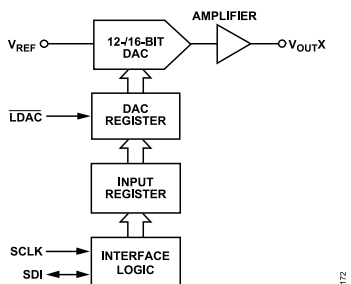 AMPLIFIER
VREF
12-/16-BIT
DAC
VOUTX
LDAC
DAC
REGISTER
INPUT
REGISTER
SCLK
SDI
INTERFACE
LOGIC
172